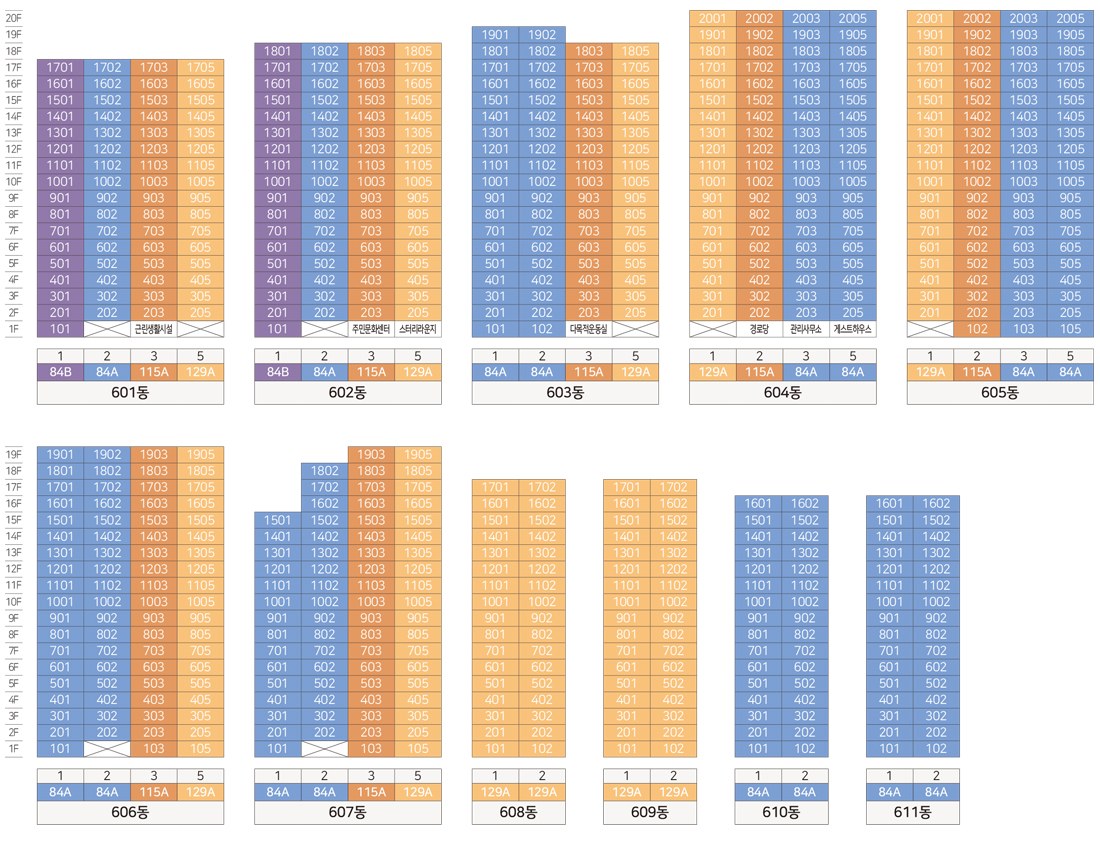 20F 2001 2002 2003 2005 2001 2002 2003 2005
19F 1901 1902 1901 1902 1903 1905 1901 1902 1903 1905
18F 1801 1802 1803 1805 1801 1802 1803 1805 1801 1802 1803 1805 1801 1802 1803 1805
17F 1701 1702 1703 1705 1701 1702 1703 1705 1701 1702 1703 1705 1701 1702 1703 1705 1701 1702 1703 1705
16F 1601 1602 1603 1605 1601 1602 1603 1605 1601 1602 1603 1605 1601 1602 1603 1605 1601 1602 1603 1605
15F 1501 1502 1503 1505 1501 1502 1503 1505 1501 1502 1503 1505 1501 1502 1503 1505 1501 1502 1503 1505
14F 1401 1402 1403 1405 1401 1402 1403 1405 1401 1402 1403 1405 1401 1402 1403 1405 1401 1402 1403 1405
13F 1301 1302 1303 1305 1301 1302 1303 1305 1301 1302 1303 1305 1301 1302 1303 1305 1301 1302 1303 1305
12F 1201 1202 1203 1205 1201 1202 1203 1205 1201 1202 1203 1205 1201 1202 1203 1205 1201 1202 1203 1205
11F 1101 1102 1103 1105 1101 1102 1103 1105 1101 1102 1103 1105 1101 1102 1103 1105 1101 1102 1103 1105
10F 1001 1002 1003 1005 1001 1002 1003 1005 1001 1002 1003 1005 1001 1002 1003 1005 1001 1002 1003 1005
9F 901 902 903 905 901 902 903 905 901 902 903 905 901 902 903 905 901 902 903 905
8F 801 802 803 805 801 802 803 805 801 802 803 805 801 802 803 805 801 802 803 805
7F 701 702 703 705 701 702 703 705 701 702 703 705 701 702 703 705 701 702 703 705
6F 601 602 603 605 601 602 603 605 601 602 603 605 601 602 603 605 601 602 603 605
5F 501 502 503 505 501 502 503 505 501 502 503 505 501 502 503 505 501 502 503 505
4F 401 402 403 405 401 402 403 405 401 402 403 405 401 402 403 405 401 402 403 405
3F 301 302 303 305 301 302 303 305 301 302 303 305 301 302 303 305 301 302 303 305
2F 201 202 203 205 201 202 203 205 201 202 203 205 201 202 203 205 201 202 203 205
1F 101 근린생활시설 101 주민문화센터 스터리라운지 101 102 다목적운동실 경로당 관리사무소 게스트하우스 102 103 105
1 2 3 5 1 2 3 5 1 2 3 5 1 2 3 5 1 2 3 5
84B 84A 115A 129A 84B 84A 115A 129A 84A 84A 115A 129A 129A 115A 84A 84A 129A 115A 84A 84A
601동 602동 603동 604동 605동
19F 1901 1902 1903 1905 1903 1905
18F 1801 1802 1803 1805 1802 1803 1805
17F 1701 1702 1703 1705 1702 1703 1705 1701 1702 1701 1702
16F 1601 1602 1603 1605 1602 1603 1605 1601 1602 1601 1602 1601 1602 1601 1602
15F 1501 1502 1503 1505 1501 1502 1503 1505 1501 1502 1501 1502 1501 1502 1501 1502
14F 1401 1402 1403 1405 1401 1402 1403 1405 1401 1402 1401 1402 1401 1402 1401 1402
13F 1301 1302 1303 1305 1301 1302 1303 1305 1301 1302 1301 1302 1301 1302 1301 1302
12F 1201 1202 1203 1205 1201 1202 1203 1205 1201 1202 1201 1202 1201 1202 1201 1202
11F 1101 1102 1103 1105 1101 1102 1103 1105 1101 1102 1101 1102 1101 1102 1101 1102
10F 1001 1002 1003 1005 1001 1002 1003 1005 1001 1002 1001 1002 1001 1002 1001 1002
9F 901 902 903 905 901 902 903 905 901 902 901 902 901 902 901 902
8F 801 802 803 805 801 802 803 805 801 802 801 802 801 802 801 802
7F 701 702 703 705 701 702 703 705 701 702 701 702 701 702 701 702
6F 601 602 603 605 601 602 603 605 601 602 601 602 601 602 601 602
5F 501 502 503 505 501 502 503 505 501 502 501 502 501 502 501 502
4F 401 402 403 405 401 402 403 405 401 402 401 402 401 402 401 402
3F 301 302 303 305 301 302 303 305 301 302 301 302 301 302 301 302
2F 201 202 203 205 201 202 203 205 201 202 201 202 201 202 201 202
1F 101 103 105 101 103 105 101 102 101 102 101 102 101 102
1 2 3 5 1 2 3 5 1 2 1 2 1 2 1 2
84A 84A 115A 129A 84A 84A 115A 129A 129A 129A 129A 129A 84A 84A 84A 84A
606동 607동 608동 609동 610동 611동